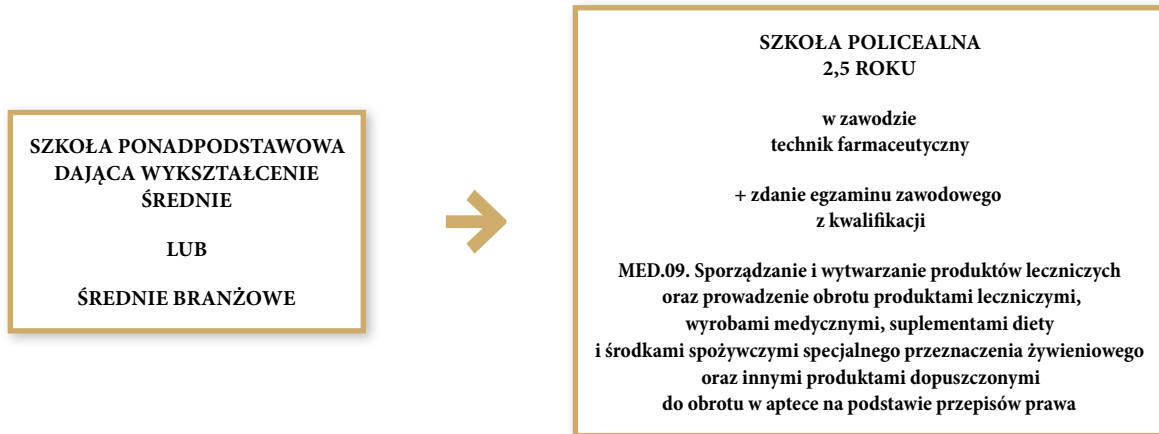 SZKOŁA PONADPODSTAWOWA
DAJĄCA WYKSZTAŁCENIE
ŚREDNIE
LUB
ŚREDNIE BRANŻOWE
SZKOŁA POLICEALNA
2,5 ROKU
w zawodzie
technik farmaceutyczny
+ zdanie egzaminu zawodowego
z kwalifikacji
MED.09. Sporządzanie i wytwarzanie produktów leczniczych
oraz prowadzenie obrotu produktami leczniczymi,
wyrobami medycznymi, suplementami diety
i środkami spożywczymi specjalnego przeznaczenia żywieniowego
oraz innymi produktami dopuszczonymi
do obrotu w aptece na podstawie przepisów prawa